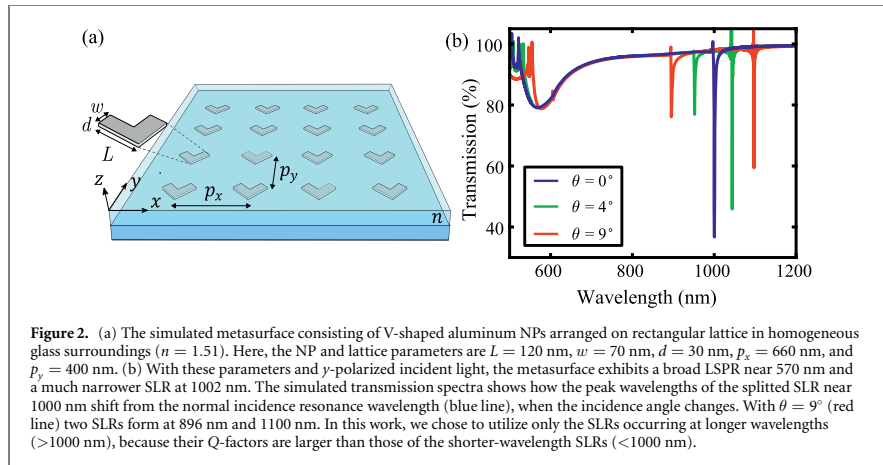 (a)
w
d
L
z
y
x
p_x
p_y
n
(b)
Transmission (%)
100
80
60
40
θ = 0°
θ = 4°
θ = 9°
600
800
1000
1200
Wavelength (nm)
Figure 2. (a) The simulated metasurface consisting of V-shaped aluminum NPs arranged on rectangular lattice in homogeneous
glass surroundings (n = 1.51). Here, the NP and lattice parameters are L = 120 nm, w = 70 nm, d = 30 nm, p_x = 660 nm, and
p_y = 400 nm. (b) With these parameters and y-polarized incident light, the metasurface exhibits a broad LSPR near 570 nm and
a much narrower SLR at 1002 nm. The simulated transmission spectra shows how the peak wavelengths of the splitted SLR near
1000 nm shift from the normal incidence resonance wavelength (blue line), when the incidence angle changes. With θ = 9° (red
line) two SLRs form at 896 nm and 1100 nm. In this work, we chose to utilize only the SLRs occurring at longer wavelengths
(>1000 nm), because their Q-factors are larger than those of the shorter-wavelength SLRs (<1000 nm).